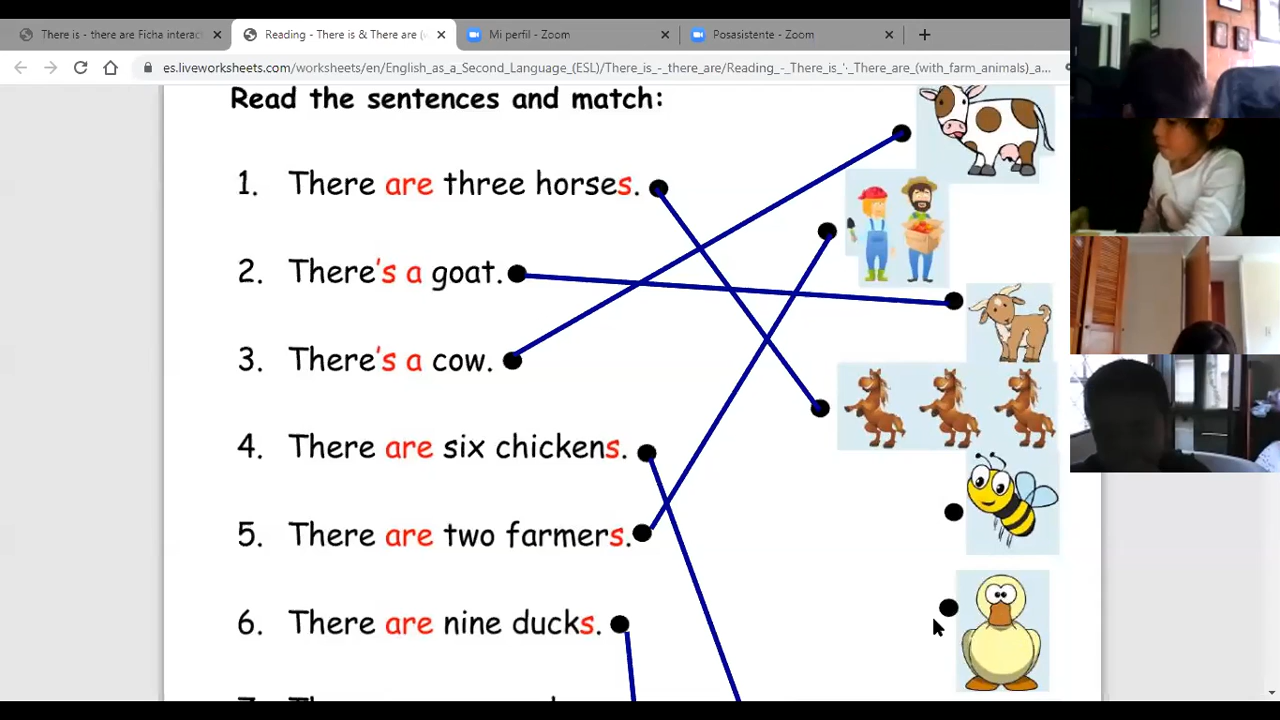 There is - there are Ficha interac
Reading - There is & There are (
Mi perfil - Zoom
Posasistente - Zoom
es.liveworksheets.com/worksheets/en/English_as_a_Second_Language_(ESL)/There_is_-_there_are/Reading_-_There_is_'-_There_are_(with_farm_animals)_a...
Read the sentences and match:
1. There are three horses.
2. There's a goat.
3. There's a cow.
4. There are six chickens.
5. There are two farmers.
6. There are nine ducks.